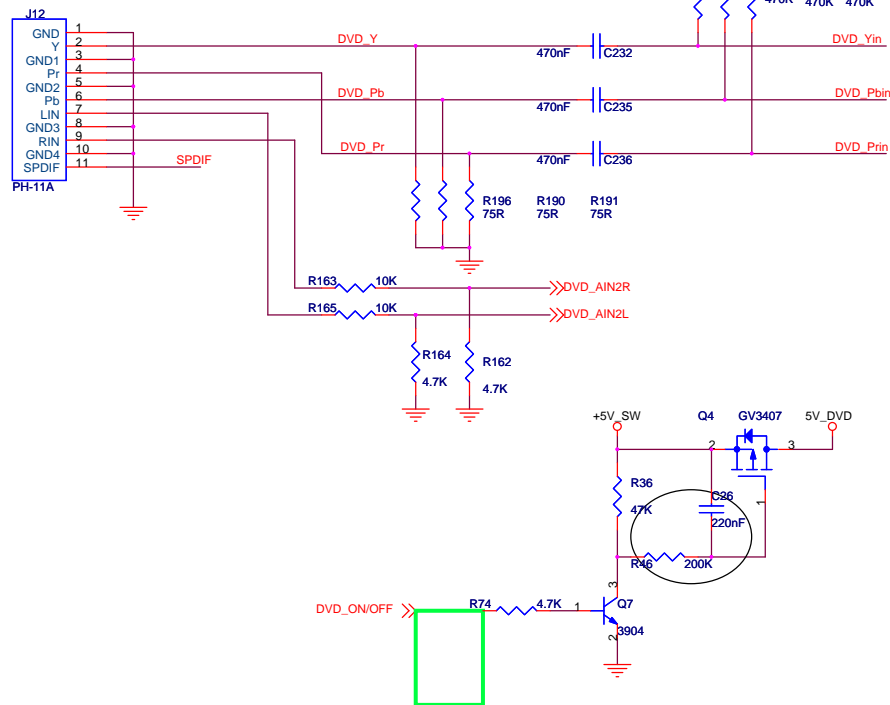 470K 470K 470K
J12
GND 1
Y 2
GND1 3
Pr 4
GND2 5
Pb 6
LIN 7
GND3 8
RIN 9
GND4 10
SPDIF 11
PH-11A
SPDIF
DVD_Y
470nF C232
DVD_Yin
DVD_Pb
470nF C235
DVD_Pbin
DVD_Pr
470nF C236
DVD_Prin
R196 R190 R191
75R 75R 75R
R163 10K
DVD_AIN2R
R165 10K
DVD_AIN2L
R164
4.7K
R162
4.7K
+5V_SW
Q4 GV3407
5V_DVD
2 3
1
R36
47K
C26
220nF
R46 200K
DVD_ON/OFF
R74 4.7K
1
3
Q7
3904
2